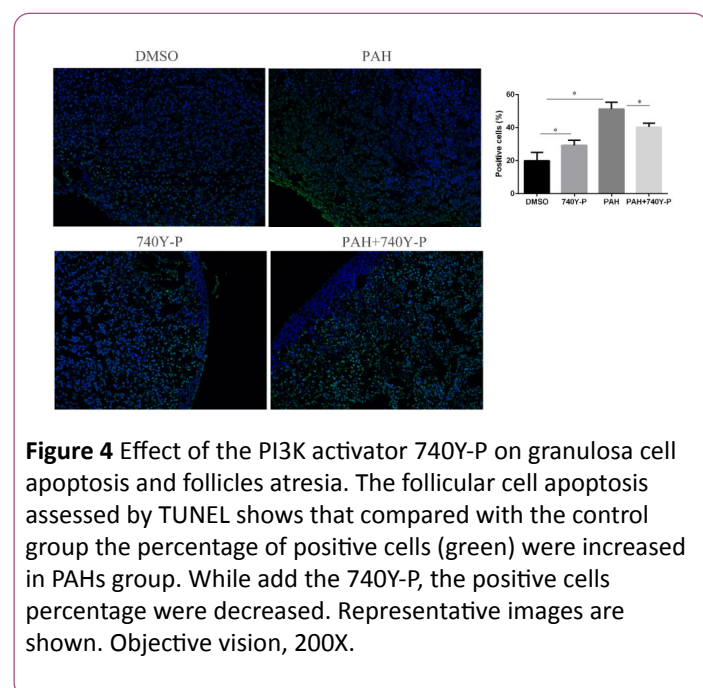 DMSO
PAH
740Y-P
PAH+740Y-P
Positive cells (%)
60
40
20
0
*
*
*
DMSO 740Y-P PAH PAH+740Y-P
Figure 4 Effect of the PI3K activator 740Y-P on granulosa cell
apoptosis and follicles atresia. The follicular cell apoptosis
assessed by TUNEL shows that compared with the control
group the percentage of positive cells (green) were increased
in PAHs group. While add the 740Y-P, the positive cells
percentage were decreased. Representative images are
shown. Objective vision, 200X.